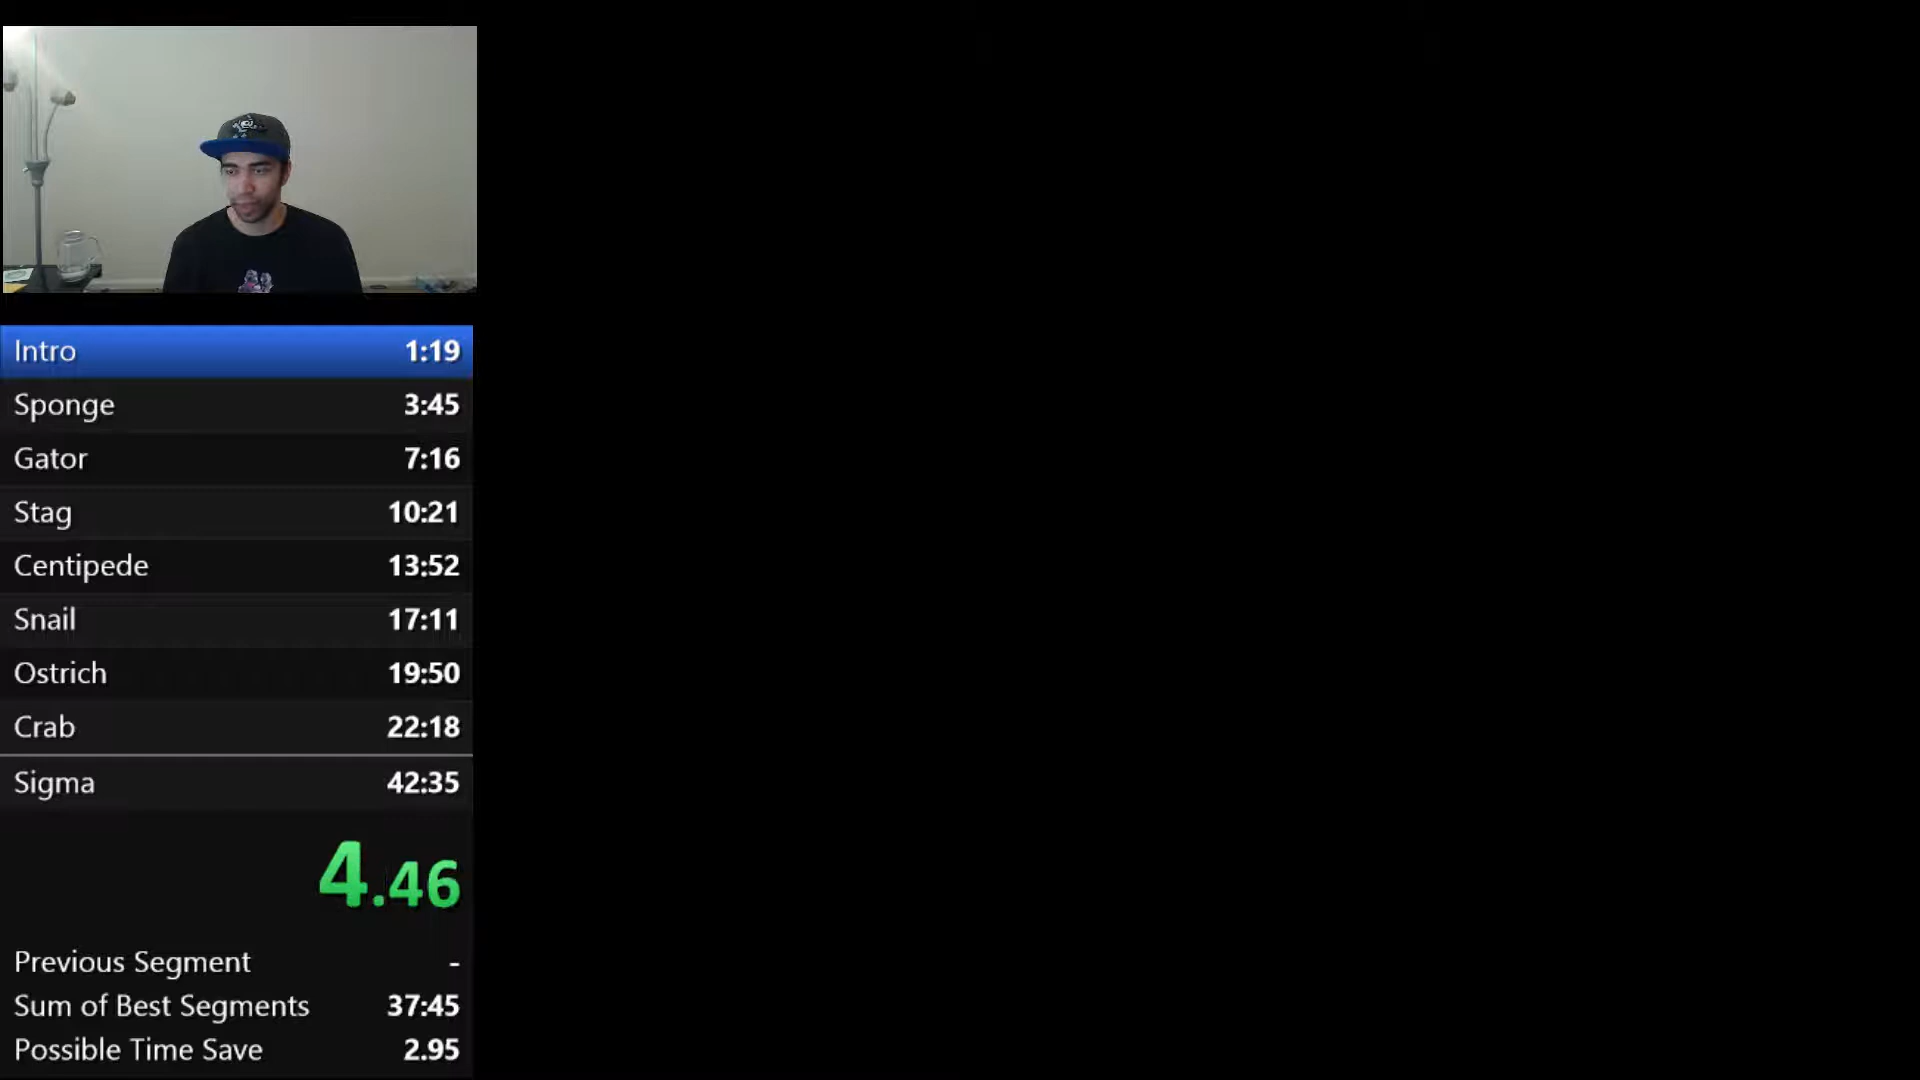 Intro 1:19
Sponge 3:45
Gator 7:16
Stag 10:21
Centipede 13:52
Snail 17:11
Ostrich 19:50
Crab 22:18
Sigma 42:35
4.46
Previous Segment -
Sum of Best Segments 37:45
Possible Time Save 2.95